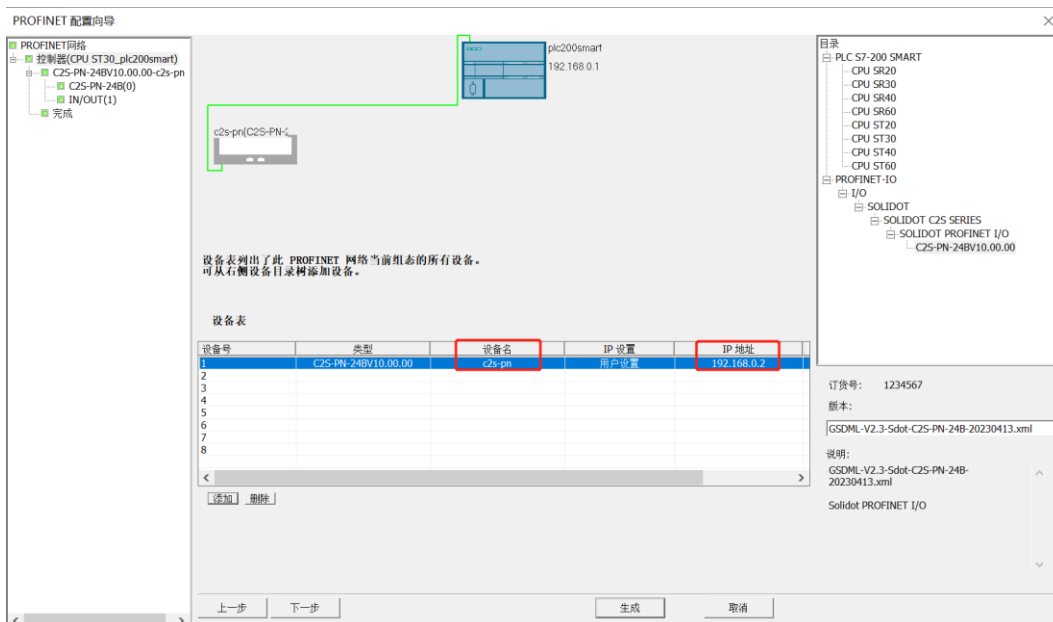 PROFINET 配置向导
PROFINET网络
控制器(CPU ST30_plc200smart)
C2S-PN-24BV10.00.00-c2s-pn
C2S-PN-24B(0)
IN/OUT(1)
完成
plc200smart
192.168.0.1
c2s-pn(C2S-PN-2
设备表列出了此 PROFINET 网络当前组态的所有设备。
可从右侧设备目录树添加设备。
设备表
设备号 类型 设备名 IP 设置 IP 地址
1 C2S-PN-24BV10.00.00 c2s-pn 用户设置 192.168.0.2
2
3
4
5
6
7
8
添加 删除
上一步 下一步 生成 取消
目录
PLC S7-200 SMART
CPU SR20
CPU SR30
CPU SR40
CPU SR60
CPU ST20
CPU ST30
CPU ST40
CPU ST60
PROFINET-IO
I/O
SOLIDOT
SOLIDOT C2S SERIES
SOLIDOT PROFINET I/O
C2S-PN-24BV10.00.00
订货号: 1234567
版本:
GSDML-V2.3-Sdot-C2S-PN-24B-20230413.xml
说明:
GSDML-V2.3-Sdot-C2S-PN-24B-
20230413.xml
Solidot PROFINET I/O